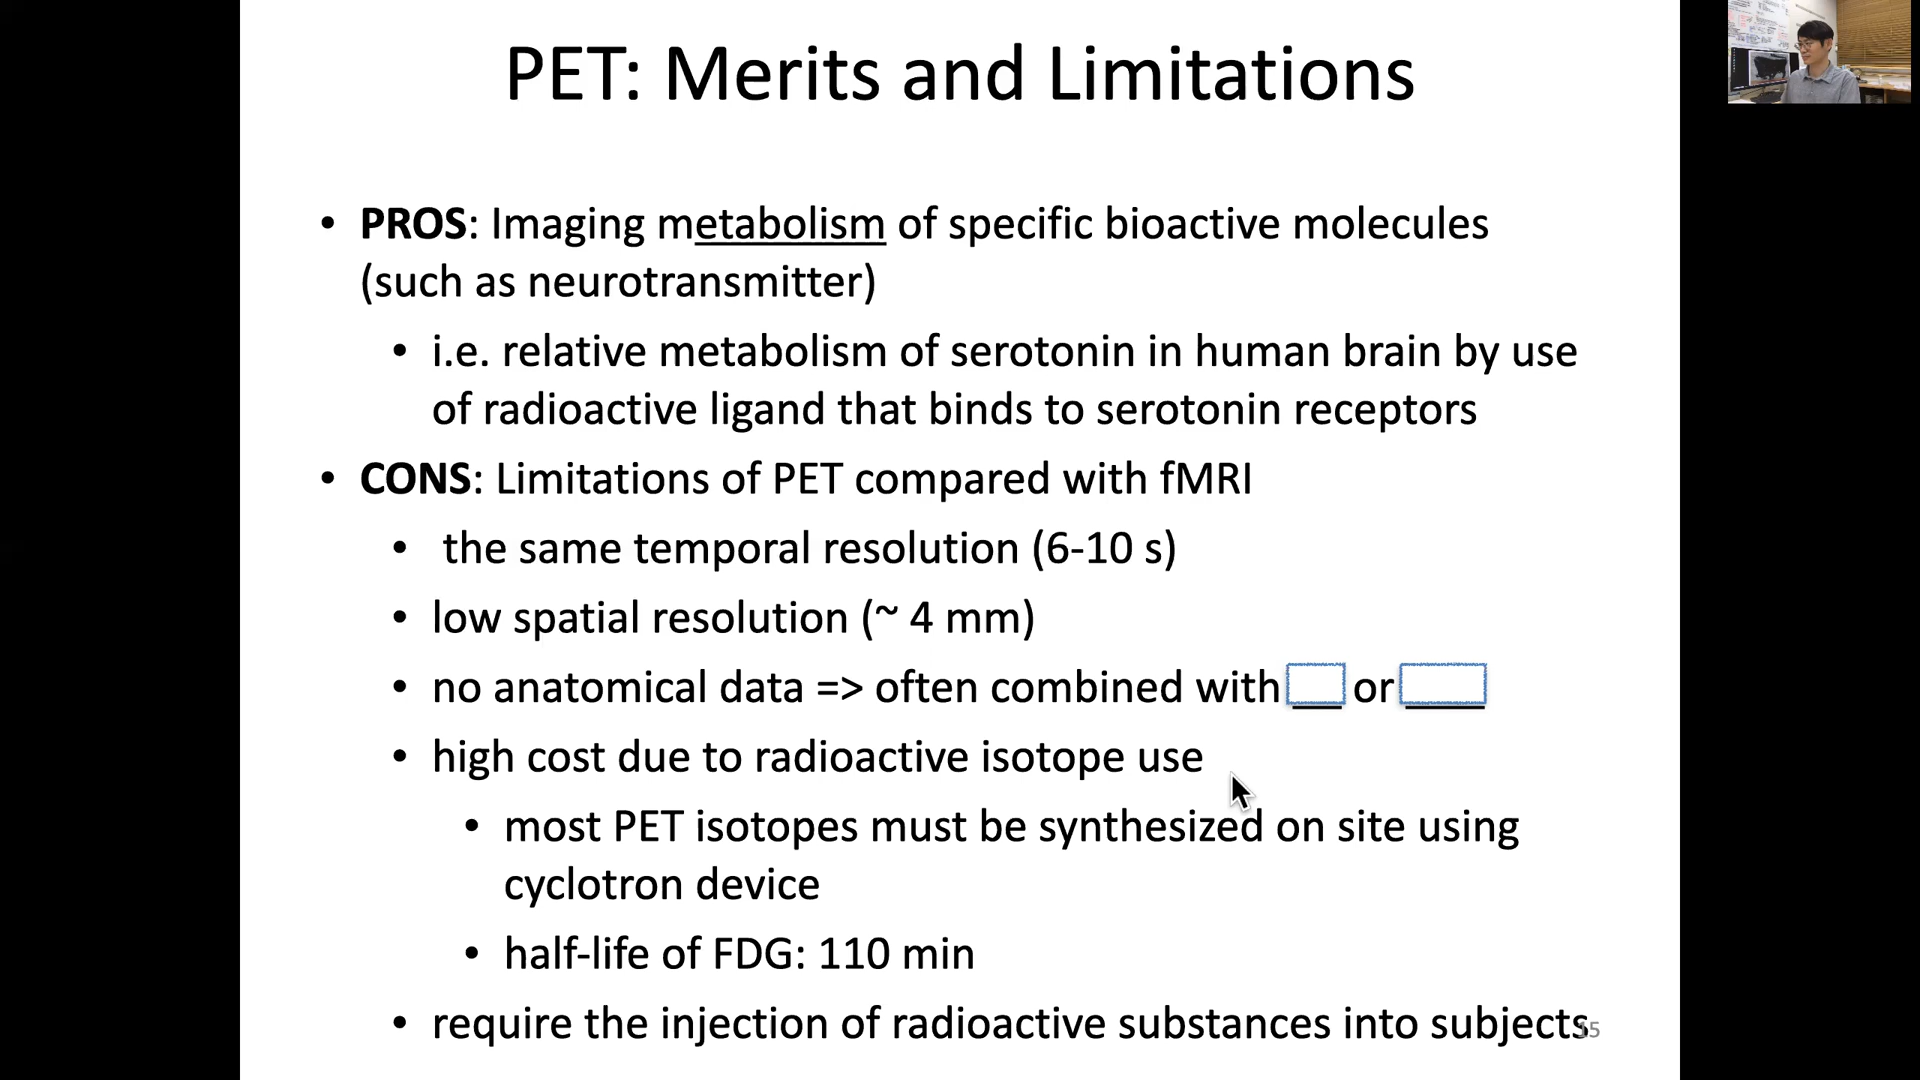 PET: Merits and Limitations
• PROS: Imaging metabolism of specific bioactive molecules
(such as neurotransmitter)
• i.e. relative metabolism of serotonin in human brain by use
of radioactive ligand that binds to serotonin receptors
• CONS: Limitations of PET compared with fMRI
• the same temporal resolution (6-10 s)
• low spatial resolution (~ 4 mm)
• no anatomical data => often combined with or
• high cost due to radioactive isotope use
• most PET isotopes must be synthesized on site using
cyclotron device
• half-life of FDG: 110 min
• require the injection of radioactive substances into subjects
15